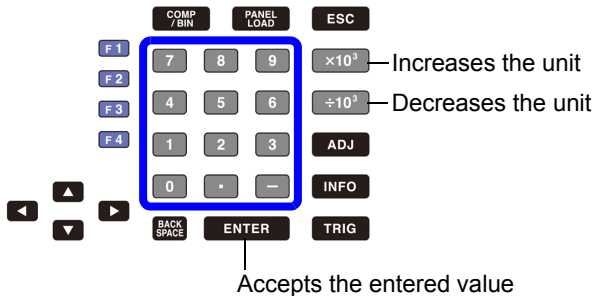 COMP /BIN PANEL LOAD ESC
F 1 7 8 9 ×10³ Increases the unit
F 2
F 3 4 5 6 ÷10³ Decreases the unit
F 4 1 2 3 ADJ
0 . − INFO
BACK SPACE ENTER TRIG
Accepts the entered value